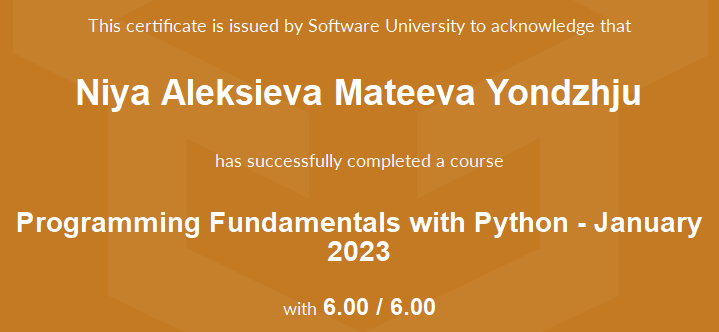 This certificate is issued by Software University to acknowledge that
Niya Aleksieva Mateeva Yondzhju
has successfully completed a course
Programming Fundamentals with Python - January
2023
with 6.00 / 6.00